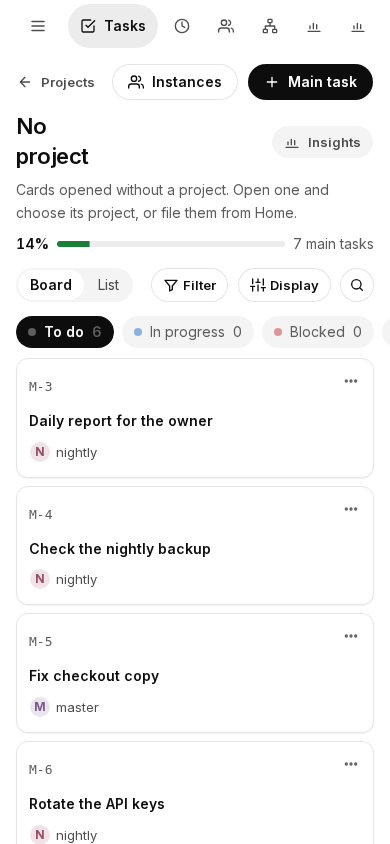 Tasks
Projects
Instances
Main task
No
project
Insights
Cards opened without a project. Open one and
choose its project, or file them from Home.
14%
7 main tasks
Board
List
Filter
Display
To do 6
In progress 0
Blocked 0
M-3
Daily report for the owner
N nightly
M-4
Check the nightly backup
N nightly
M-5
Fix checkout copy
M master
M-6
Rotate the API keys
N nightly